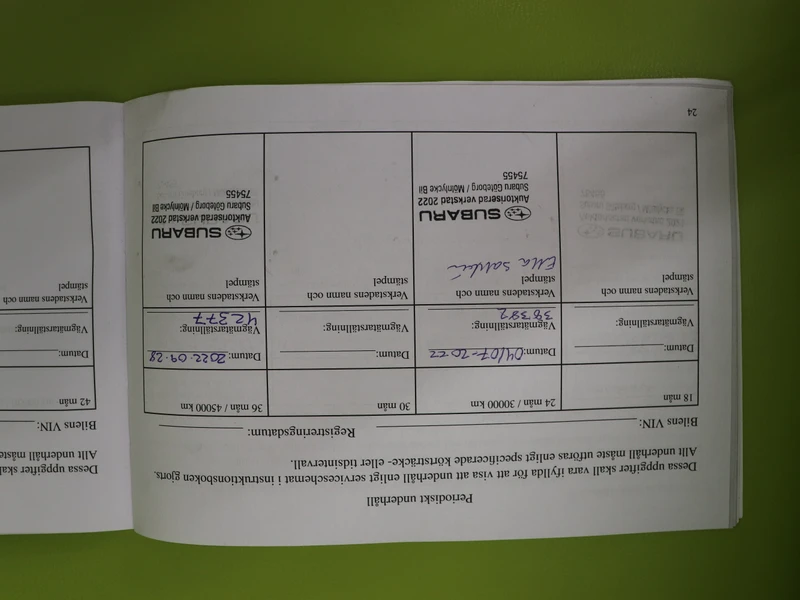 Periodiskt underhåll
Dessa uppgifter skall vara ifyllda för att visa att underhåll enligt serviceschemat i instruktionsboken gjorts.
Allt underhåll måste utföras enligt specificerade körsträcke- eller tidsintervall.
Bilens VIN:
Registreringsdatum:
18 mån
Datum:
Vägmätarställning:
Verkstadens namn och
stämpel
24 mån / 30000 km
Datum: 04/07-2022
Vägmätarställning:
38382
Verkstadens namn och
stämpel
Ella
SUBARU
Auktoriserad verkstad 2022
Subaru Göteborg / Mölnlycke Bil
75455
30 mån
Datum:
Vägmätarställning:
Verkstadens namn och
stämpel
36 mån / 45000 km
Datum: 2022.09.28
Vägmätarställning:
42377
Verkstadens namn och
stämpel
SUBARU
Auktoriserad verkstad 2022
Subaru Göteborg / Mölnlycke Bil
75455
24
Dessa uppgifter skal
Allt underhåll måste
Bilens VIN:
42 mån
Datum:
Vägmätarställning:
Verkstadens namn och
stämpel